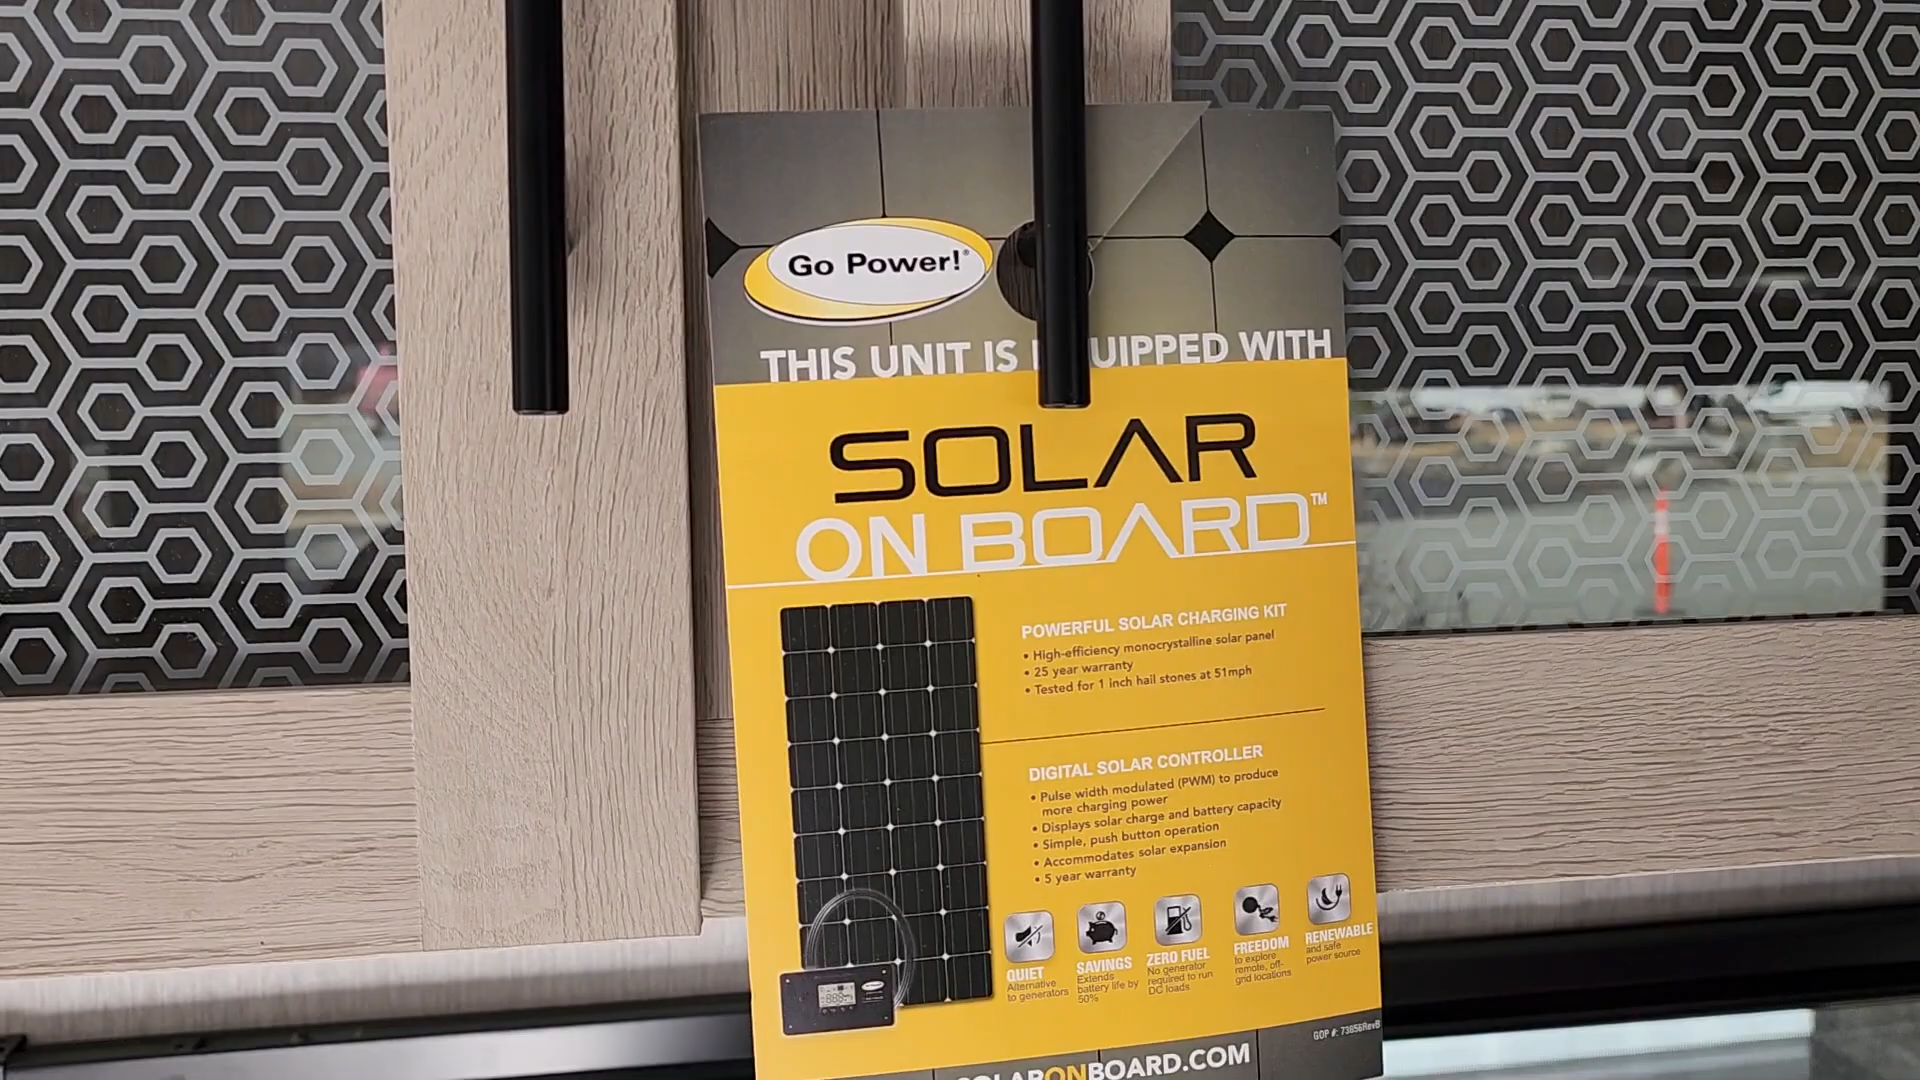 Go Power!®
THIS UNIT IS EQUIPPED WITH
SOLAR
ON BOARD™
POWERFUL SOLAR CHARGING KIT
• High-efficiency monocrystalline solar panel
• 25 year warranty
• Tested for 1 inch hail stones at 51mph
DIGITAL SOLAR CONTROLLER
• Pulse width modulated (PWM) to produce
more charging power
• Displays solar charge and battery capacity
• Simple, push button operation
• Accommodates solar expansion
• 5 year warranty
QUIET
Alternative
to generators
SAVINGS
Extends
battery life by
50%
ZERO FUEL
No generator
required to run
DC loads
FREEDOM
to explore
remote, off-
grid locations
RENEWABLE
and safe
power source
GOP #: 73856RevB
SOLARONBOARD.COM